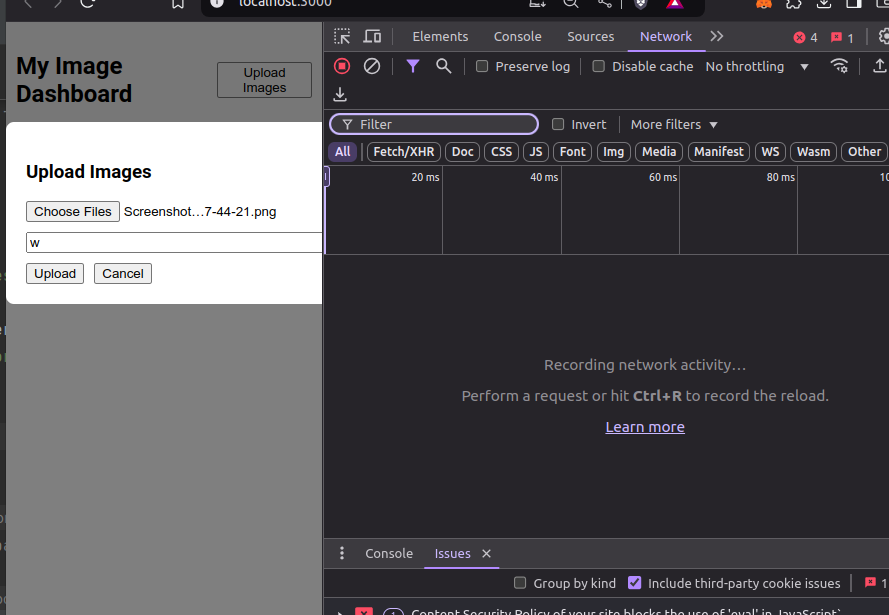 localhost:3000
My Image
Dashboard
Upload
Images
Upload Images
Choose Files Screenshot…7-44-21.png
w
Upload Cancel
Elements Console Sources Network 4 1
Preserve log Disable cache No throttling
Filter Invert More filters
All Fetch/XHR Doc CSS JS Font Img Media Manifest WS Wasm Other
20 ms 40 ms 60 ms 80 ms
Recording network activity…
Perform a request or hit Ctrl+R to record the reload.
Learn more
Console Issues
Group by kind Include third-party cookie issues 1
1 Content Security Policy of your site blocks the use of 'eval' in JavaScript`